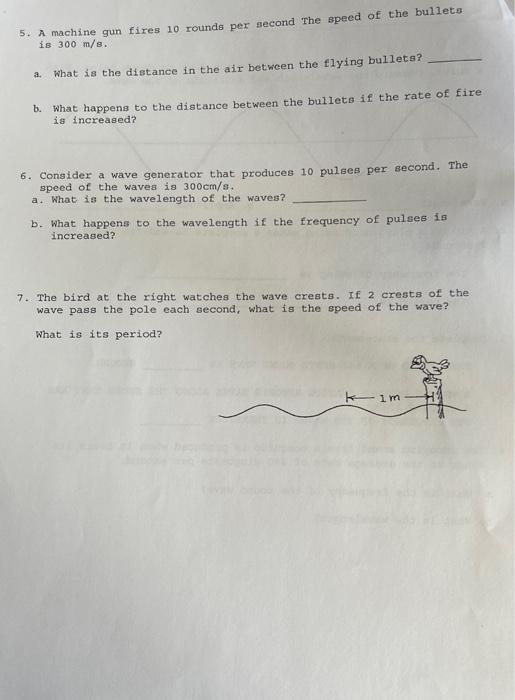 5. A machine gun fires 10 rounds per second The speed of the bullets
is 300 m/s.
a. What is the distance in the air between the flying bullets?
b. What happens to the distance between the bullets if the rate of fire
is increased?
6. Consider a wave generator that produces 10 pulses per second. The
speed of the waves is 300cm/s.
a. What is the wavelength of the waves?
b. What happens to the wavelength if the frequency of pulses is
increased?
7. The bird at the right watches the wave crests. If 2 crests of the
wave pass the pole each second, what is the speed of the wave?
What is its period?
1 m